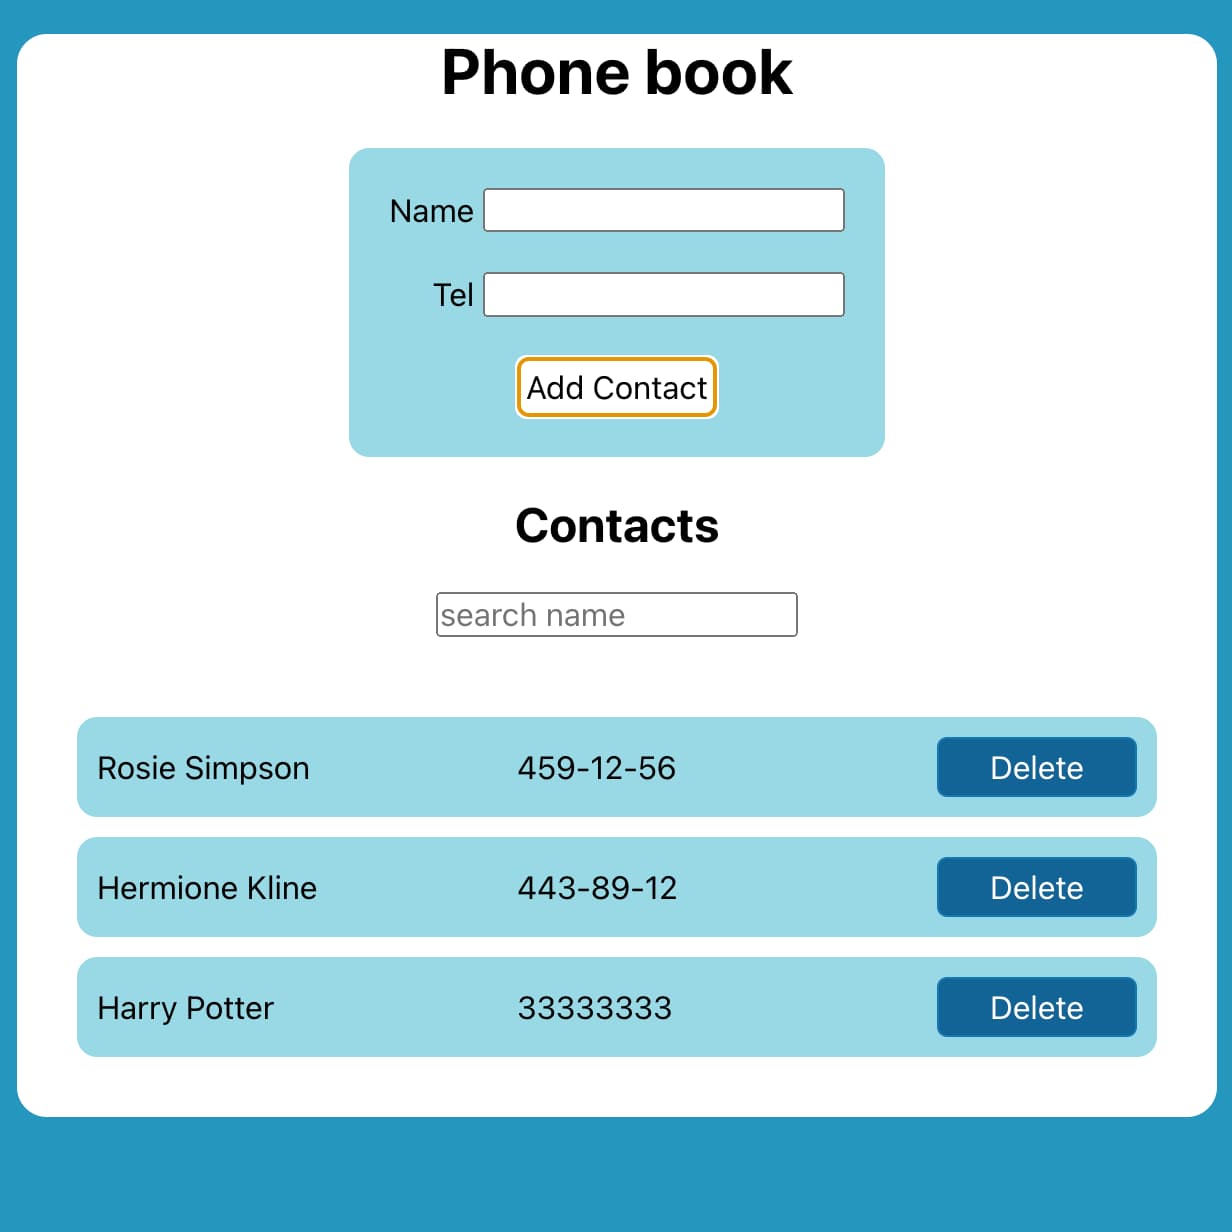 Phone book
Name
Tel
Add Contact
Contacts
search name
Rosie Simpson 459-12-56 Delete
Hermione Kline 443-89-12 Delete
Harry Potter 33333333 Delete